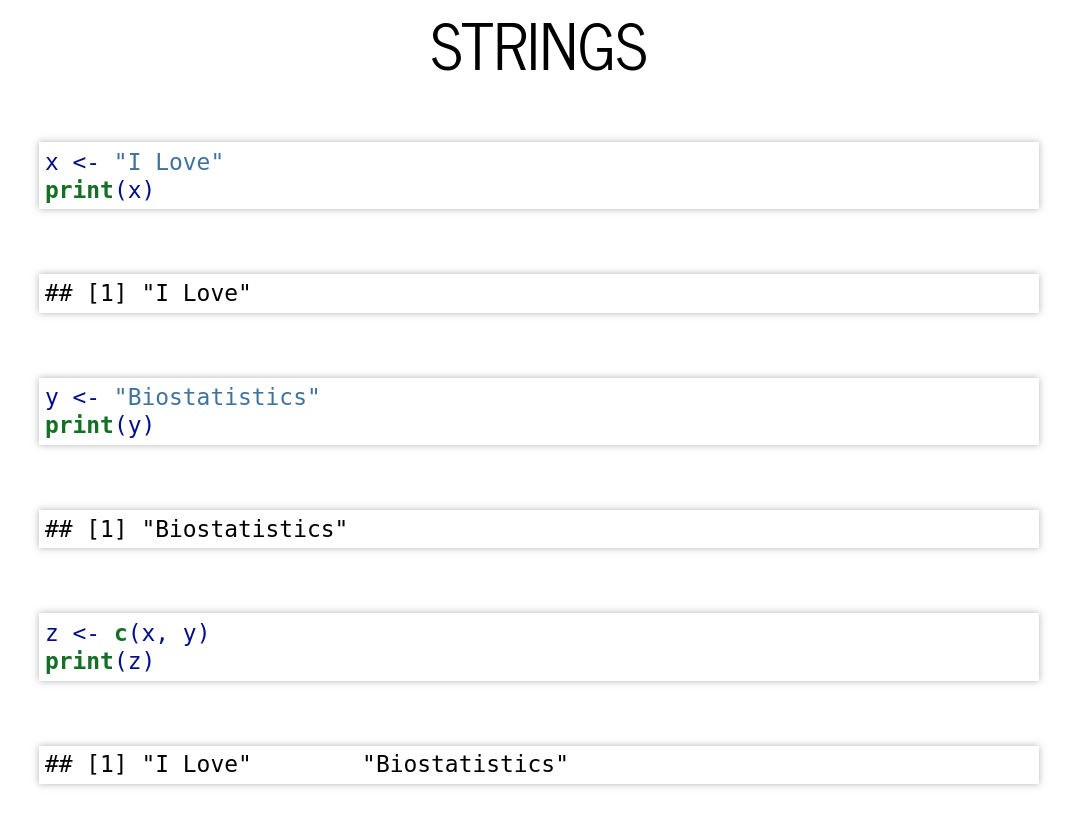 STRINGS
x <- "I Love"
print(x)
## [1] "I Love"
y <- "Biostatistics"
print(y)
## [1] "Biostatistics"
z <- c(x, y)
print(z)
## [1] "I Love"        "Biostatistics"